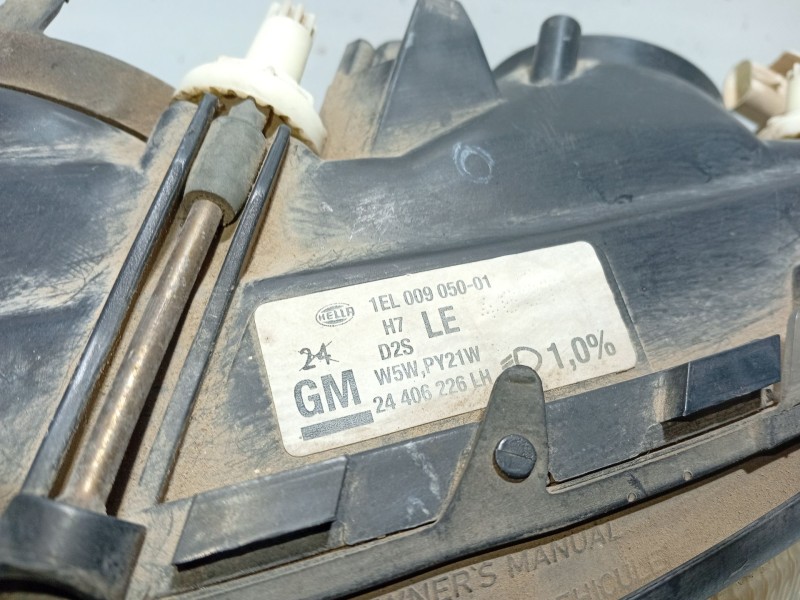 HELLA
1EL 009 050-01
H7 LE
24
D2S
W5W,PY21W
1,0%
GM
24 406 226 LH
OWNER'S MANUAL
VEHICULE